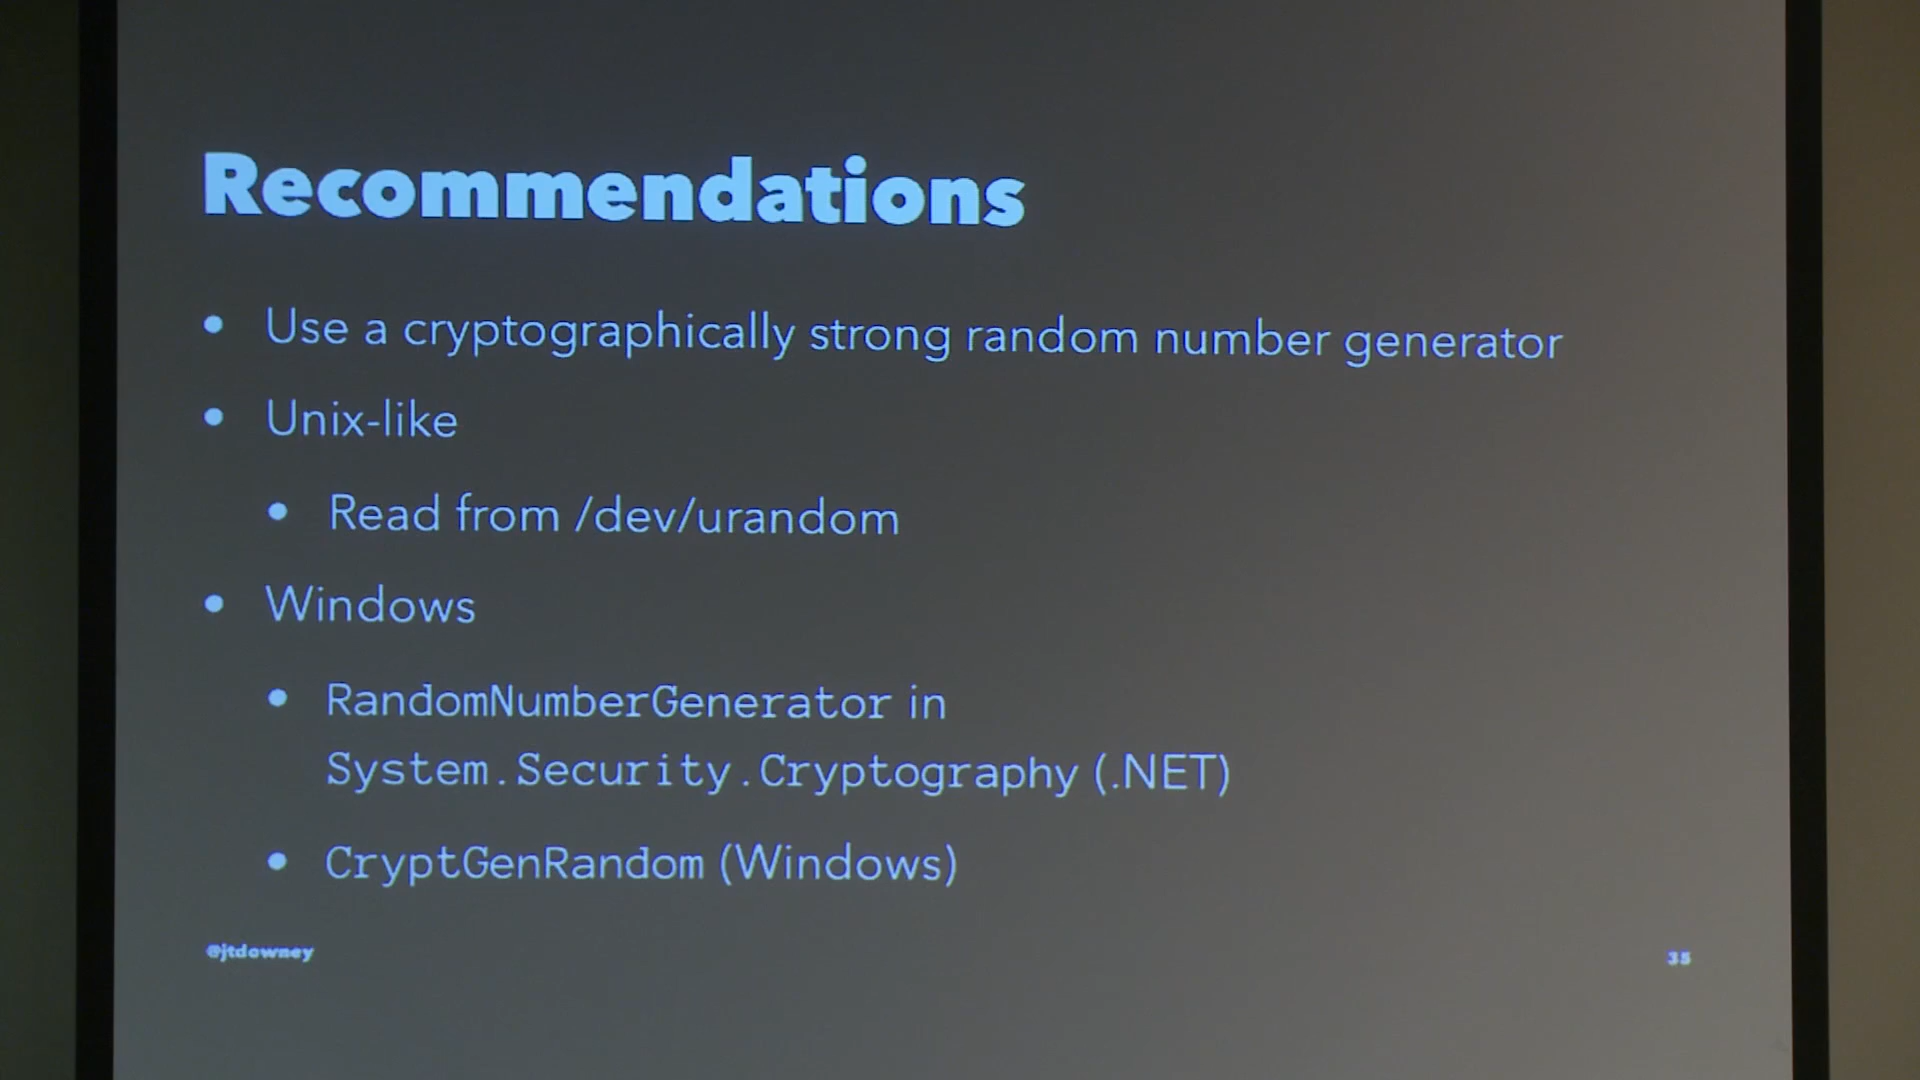 Recommendations
• Use a cryptographically strong random number generator
• Unix-like
• Read from /dev/urandom
• Windows
• RandomNumberGenerator in
System.Security.Cryptography (.NET)
• CryptGenRandom (Windows)
@jtdowney
35